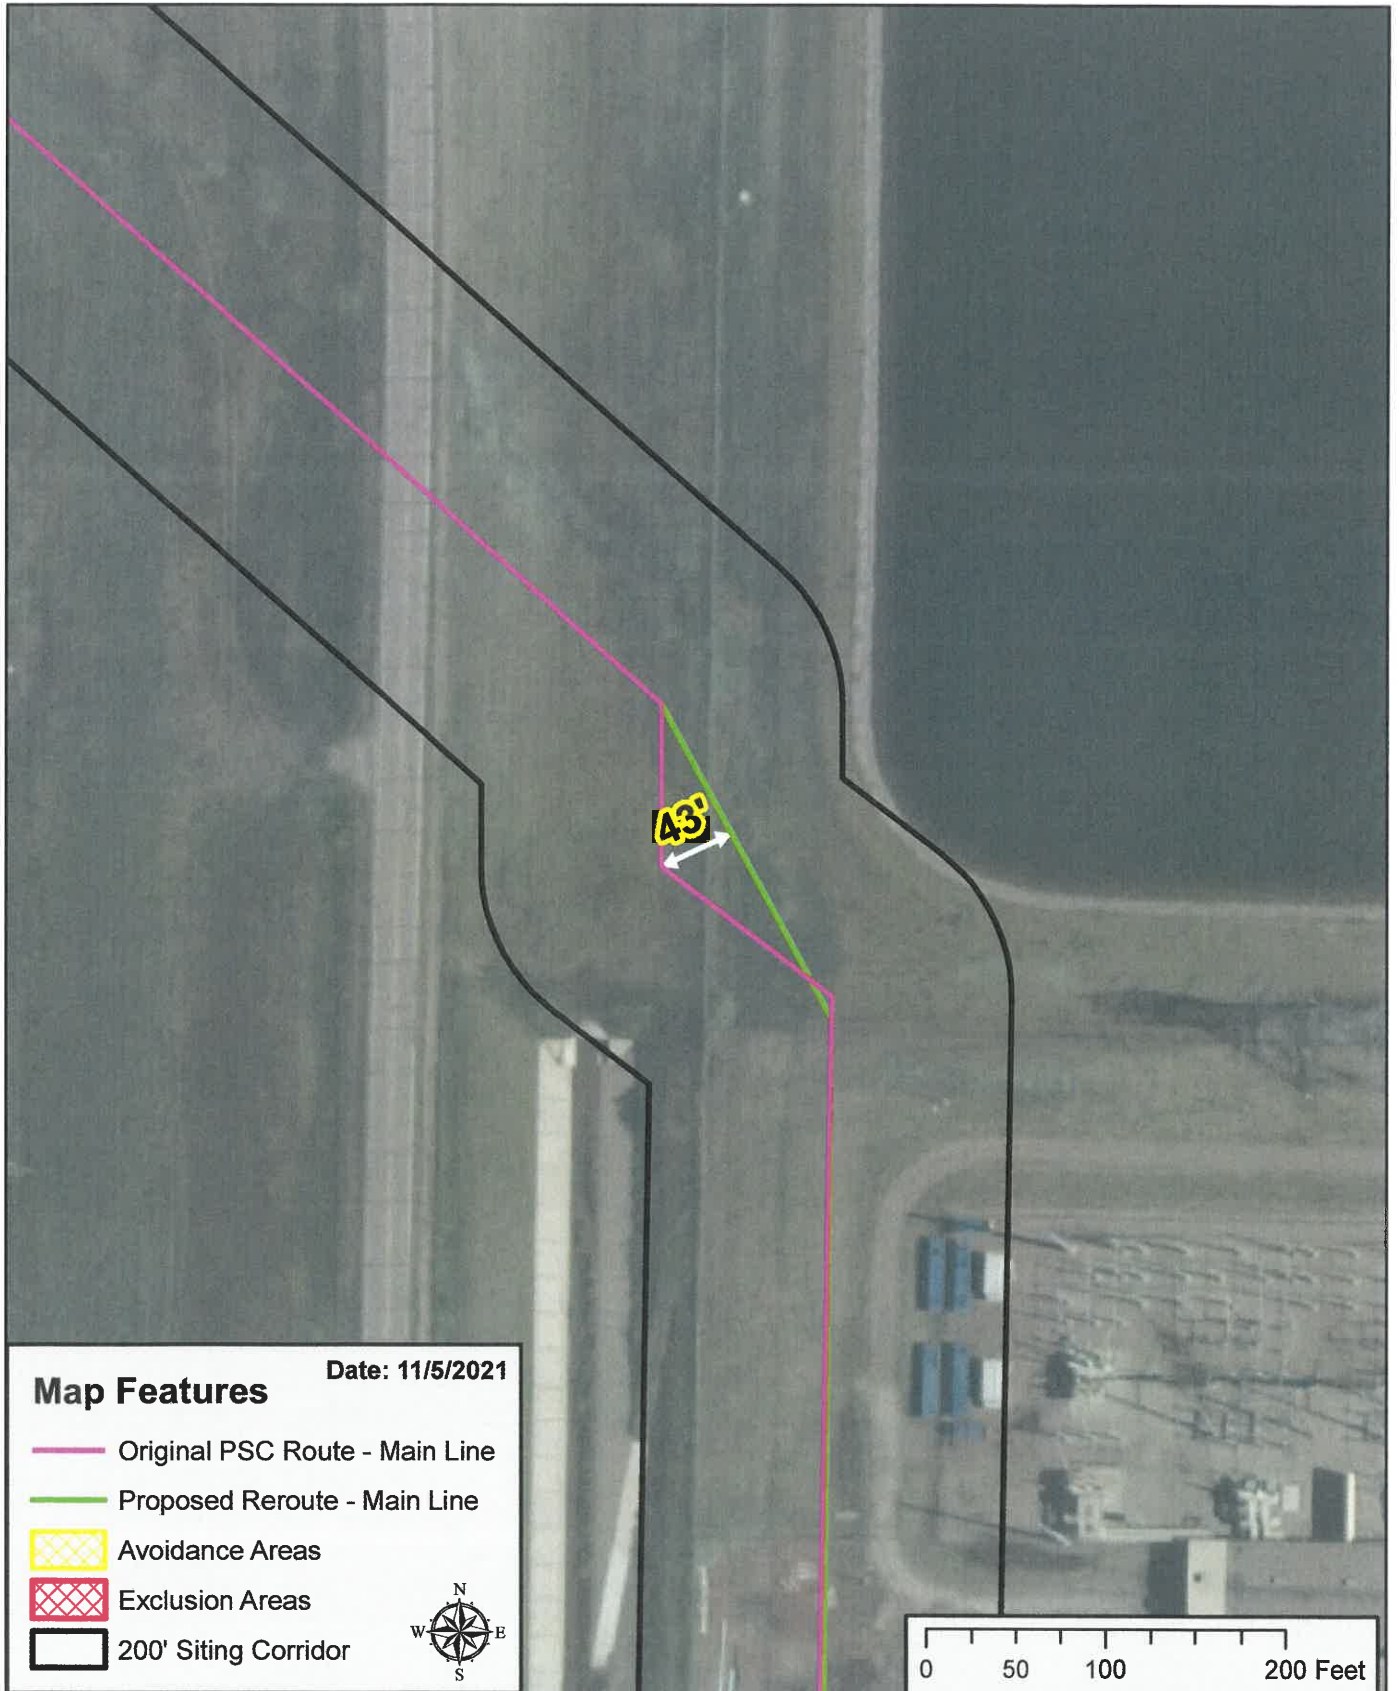 43'
Date: 11/5/2021
Map Features
Original PSC Route - Main Line
Proposed Reroute - Main Line
Avoidance Areas
Exclusion Areas
200' Siting Corridor
N
W E
S
0 50 100 200 Feet